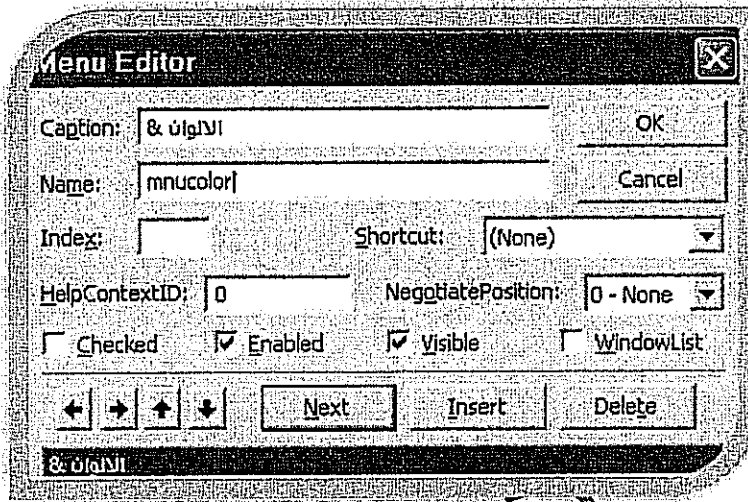 Menu Editor
Caption: & الالوان
OK
Name: mnucolor
Cancel
Index:
Shortcut: (None)
HelpContextID: 0
NegotiatePosition: 0 - None
Checked Enabled Visible WindowList
Next Insert Delete
& الالوان